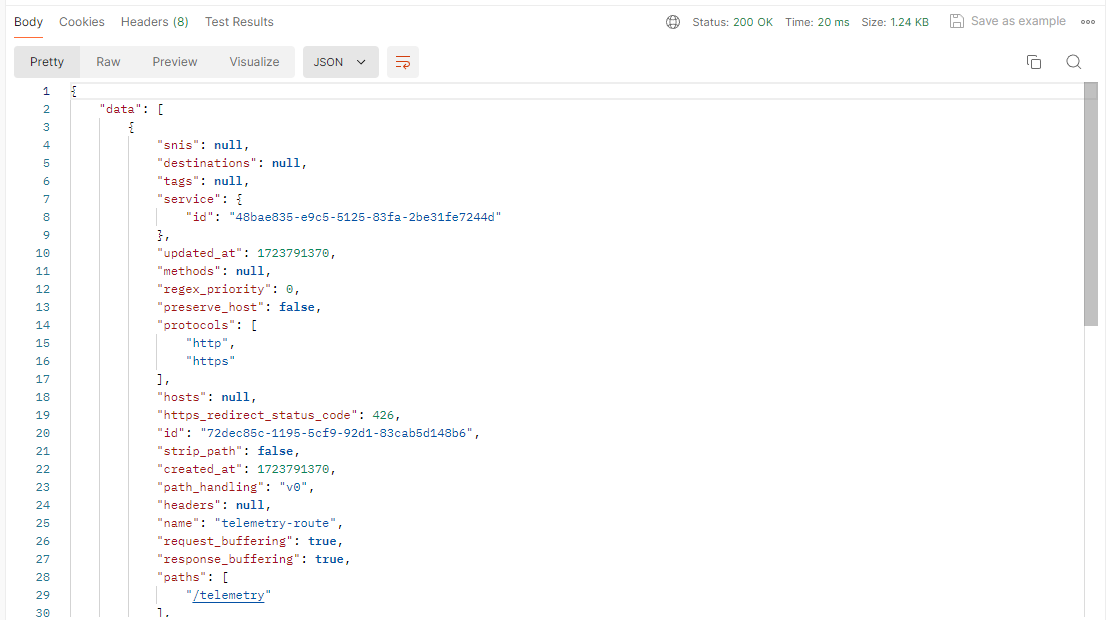 Body Cookies Headers (8) Test Results Status: 200 OK Time: 20 ms Size: 1.24 KB Save as example
Pretty Raw Preview Visualize JSON
1 {
2 "data": [
3 {
4 "snis": null,
5 "destinations": null,
6 "tags": null,
7 "service": {
8 "id": "48bae835-e9c5-5125-83fa-2be31fe7244d"
9 },
10 "updated_at": 1723791370,
11 "methods": null,
12 "regex_priority": 0,
13 "preserve_host": false,
14 "protocols": [
15 "http",
16 "https"
17 ],
18 "hosts": null,
19 "https_redirect_status_code": 426,
20 "id": "72dec85c-1195-5cf9-92d1-83cab5d148b6",
21 "strip_path": false,
22 "created_at": 1723791370,
23 "path_handling": "v0",
24 "headers": null,
25 "name": "telemetry-route",
26 "request_buffering": true,
27 "response_buffering": true,
28 "paths": [
29 "/telemetry"
30 ],